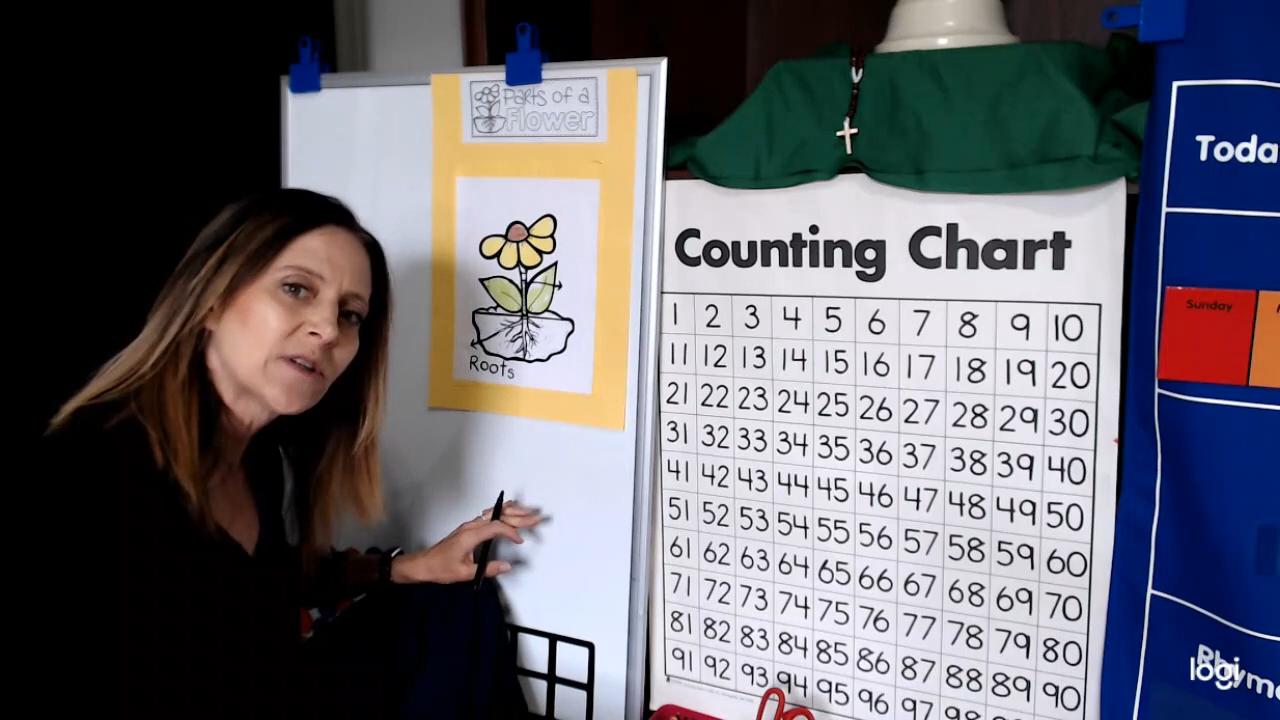 Parts of a
Flower
Roots
Counting Chart
1 2 3 4 5 6 7 8 9 10
11 12 13 14 15 16 17 18 19 20
21 22 23 24 25 26 27 28 29 30
31 32 33 34 35 36 37 38 39 40
41 42 43 44 45 46 47 48 49 50
51 52 53 54 55 56 57 58 59 60
61 62 63 64 65 66 67 68 69 70
71 72 73 74 75 76 77 78 79 80
81 82 83 84 85 86 87 88 89 90
91 92 93 94 95 96 97 98
Toda
Sunday
logi